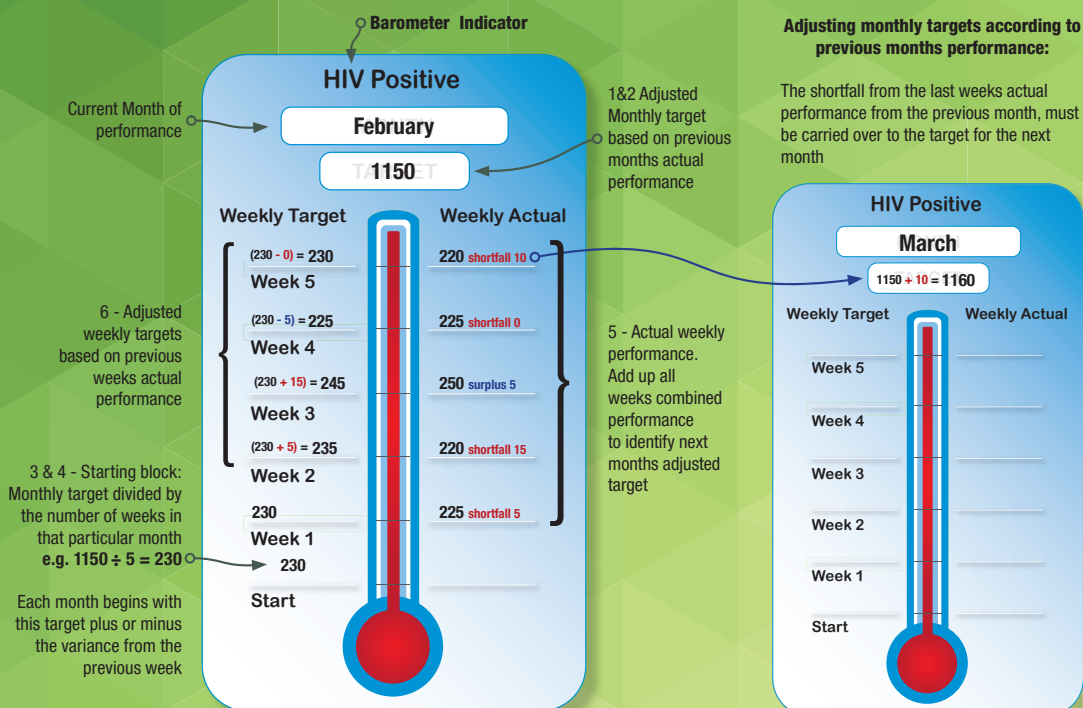 Barometer Indicator
HIV Positive
Current Month of
performance
February
TARGET
1150
1&2 Adjusted
Monthly target
based on previous
months actual
performance
Weekly Target
Weekly Actual
(230 - 0) = 230
220 shortfall 10
Week 5
(230 - 5) = 225
225 shortfall 0
Week 4
(230 + 15) = 245
250 surplus 5
Week 3
(230 + 5) = 235
220 shortfall 15
Week 2
230
225 shortfall 5
Week 1
230
Start
6 - Adjusted
weekly targets
based on previous
weeks actual
performance
3 & 4 - Starting block:
Monthly target divided by
the number of weeks in
that particular month
e.g. 1150 ÷ 5 = 230
Each month begins with
this target plus or minus
the variance from the
previous week
5 - Actual weekly
performance.
Add up all
weeks combined
performance
to identify next
months adjusted
target
Adjusting monthly targets according to
previous months performance:
The shortfall from the last weeks actual
performance from the previous month, must
be carried over to the target for the next
month
HIV Positive
March
1150 + 10 = 1160
Weekly Target
Weekly Actual
Week 5
Week 4
Week 3
Week 2
Week 1
Start